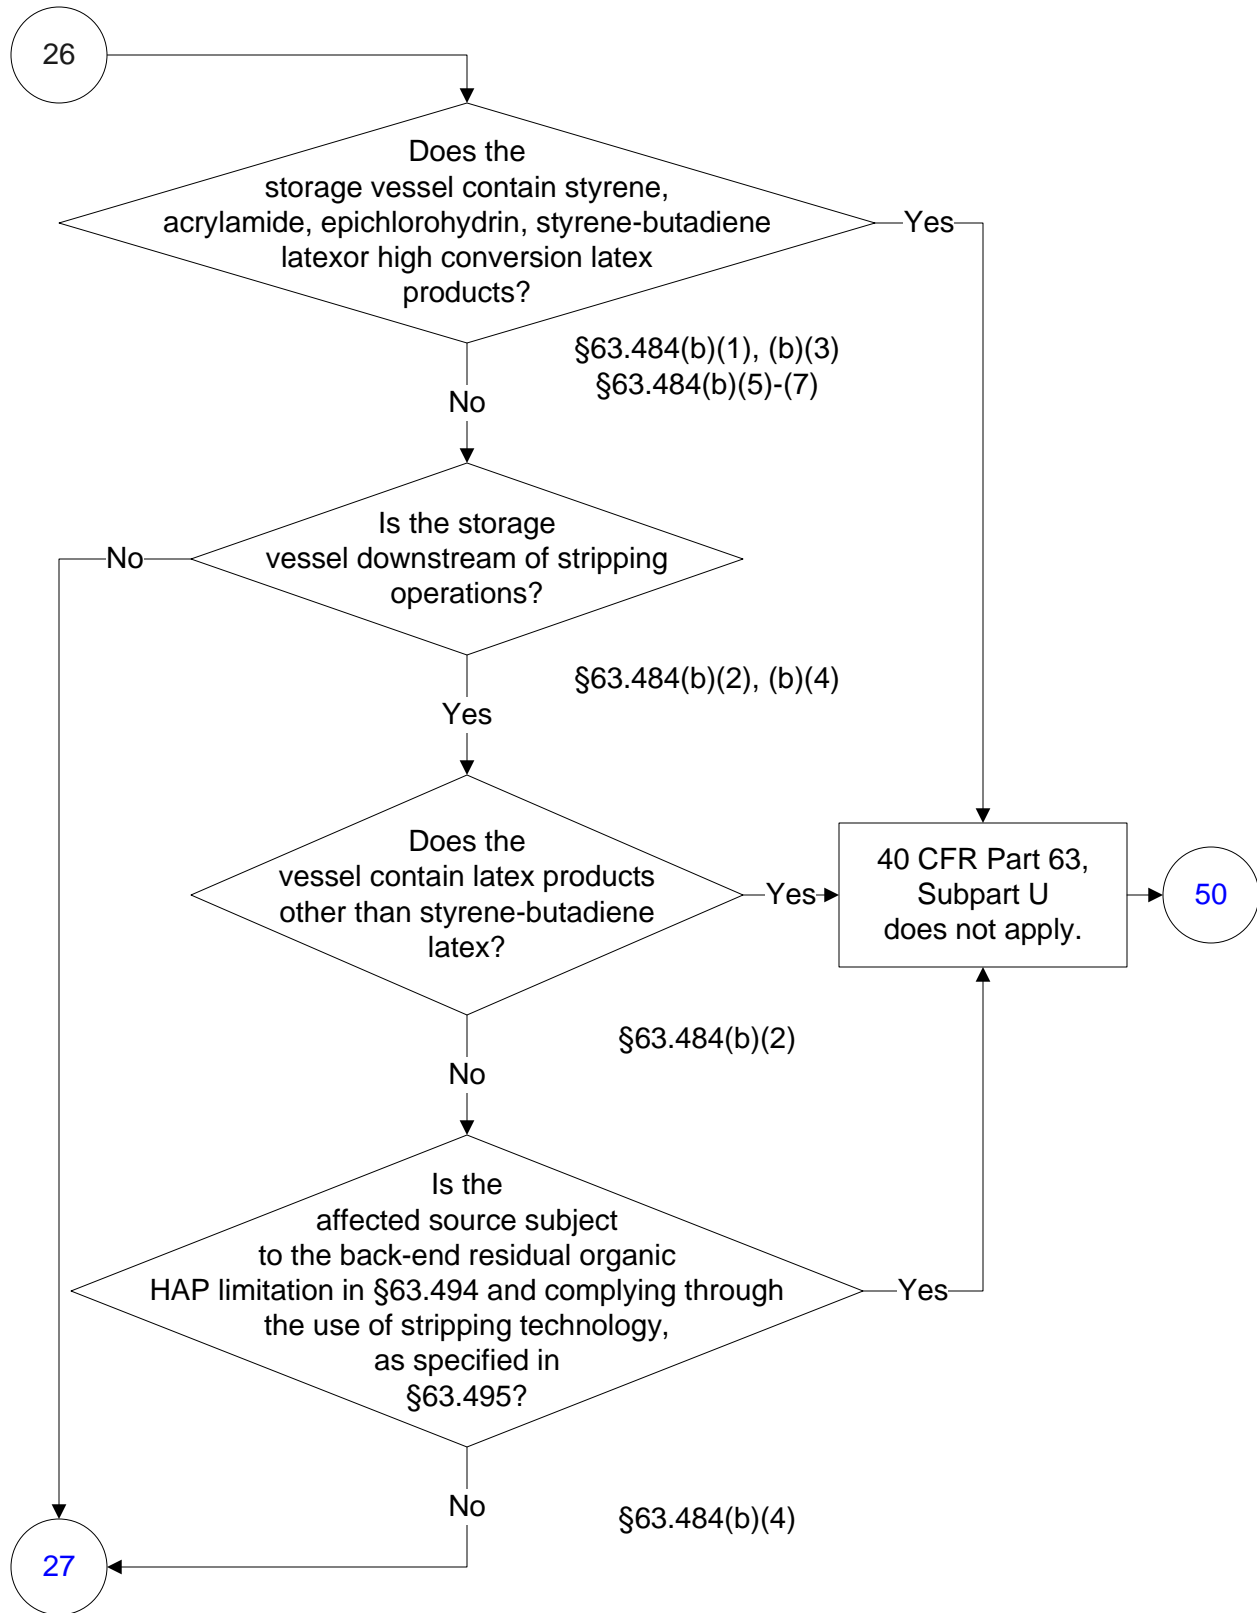 26
Does the
storage vessel contain styrene,
acrylamide, epichlorohydrin, styrene-butadiene
latexor high conversion latex
products?
Yes
§63.484(b)(1), (b)(3)
§63.484(b)(5)-(7)
No
Is the storage
vessel downstream of stripping
operations?
No
§63.484(b)(2), (b)(4)
Yes
Does the
vessel contain latex products
other than styrene-butadiene
latex?
Yes
40 CFR Part 63,
Subpart U
does not apply.
50
§63.484(b)(2)
No
Is the
affected source subject
to the back-end residual organic
HAP limitation in §63.494 and complying through
the use of stripping technology,
as specified in
§63.495?
Yes
No
§63.484(b)(4)
27